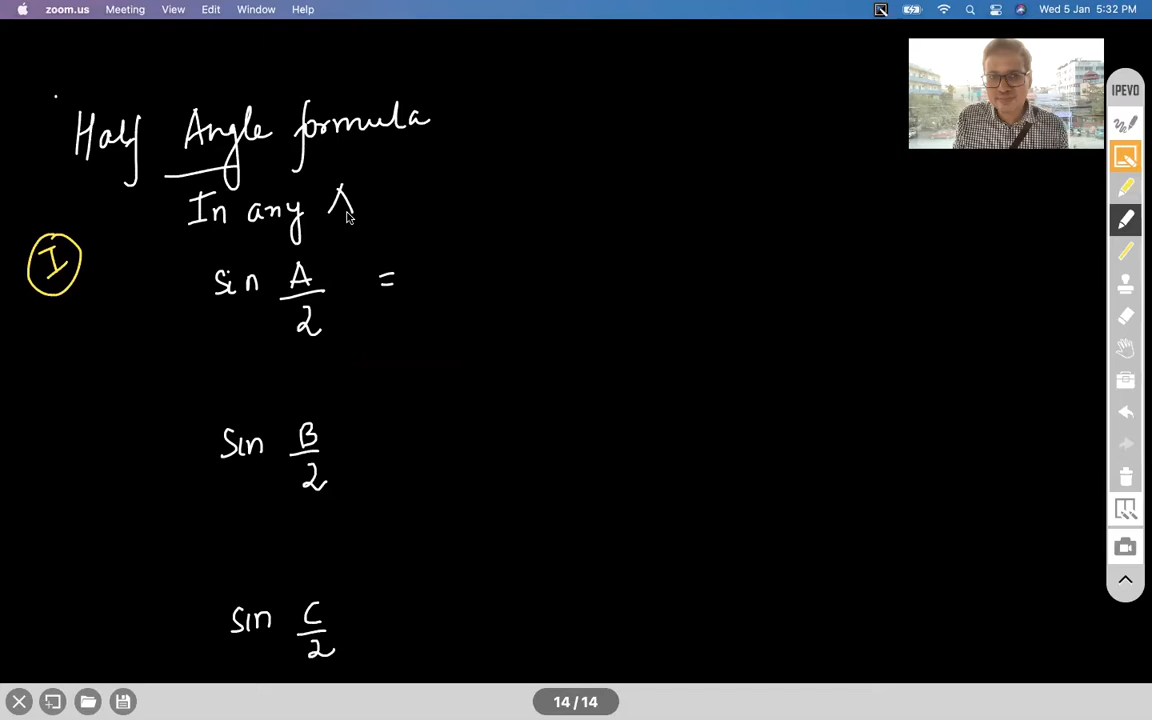 zoom.us Meeting View Edit Window Help Wed 5 Jan 5:32 PM
IPEVO
Half Angle formula
In any
I
sin A/2 =
sin B/2
sin C/2
14 / 14